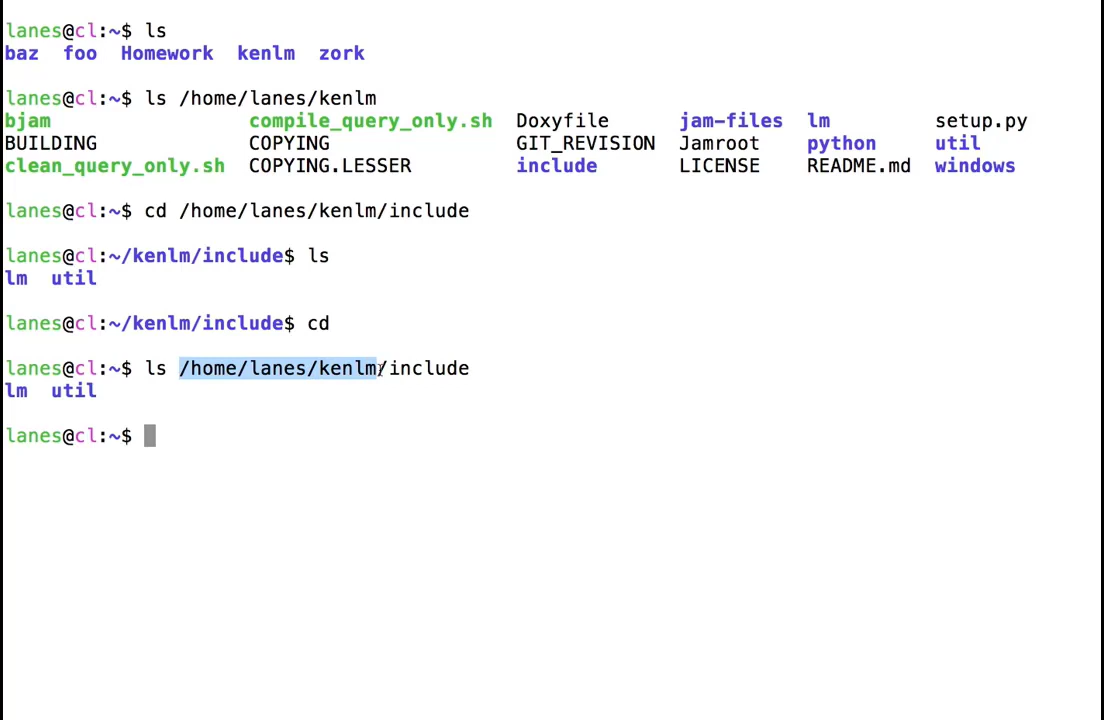 lanes@cl:~$ ls
baz  foo  Homework  kenlm  zork
lanes@cl:~$ ls /home/lanes/kenlm
bjam  compile_query_only.sh  Doxyfile  jam-files  lm  setup.py
BUILDING  COPYING  GIT_REVISION  Jamroot  python  util
clean_query_only.sh  COPYING.LESSER  include  LICENSE  README.md  windows
lanes@cl:~$ cd /home/lanes/kenlm/include
lanes@cl:~/kenlm/include$ ls
lm  util
lanes@cl:~/kenlm/include$ cd
lanes@cl:~$ ls /home/lanes/kenlm/include
lm  util
lanes@cl:~$